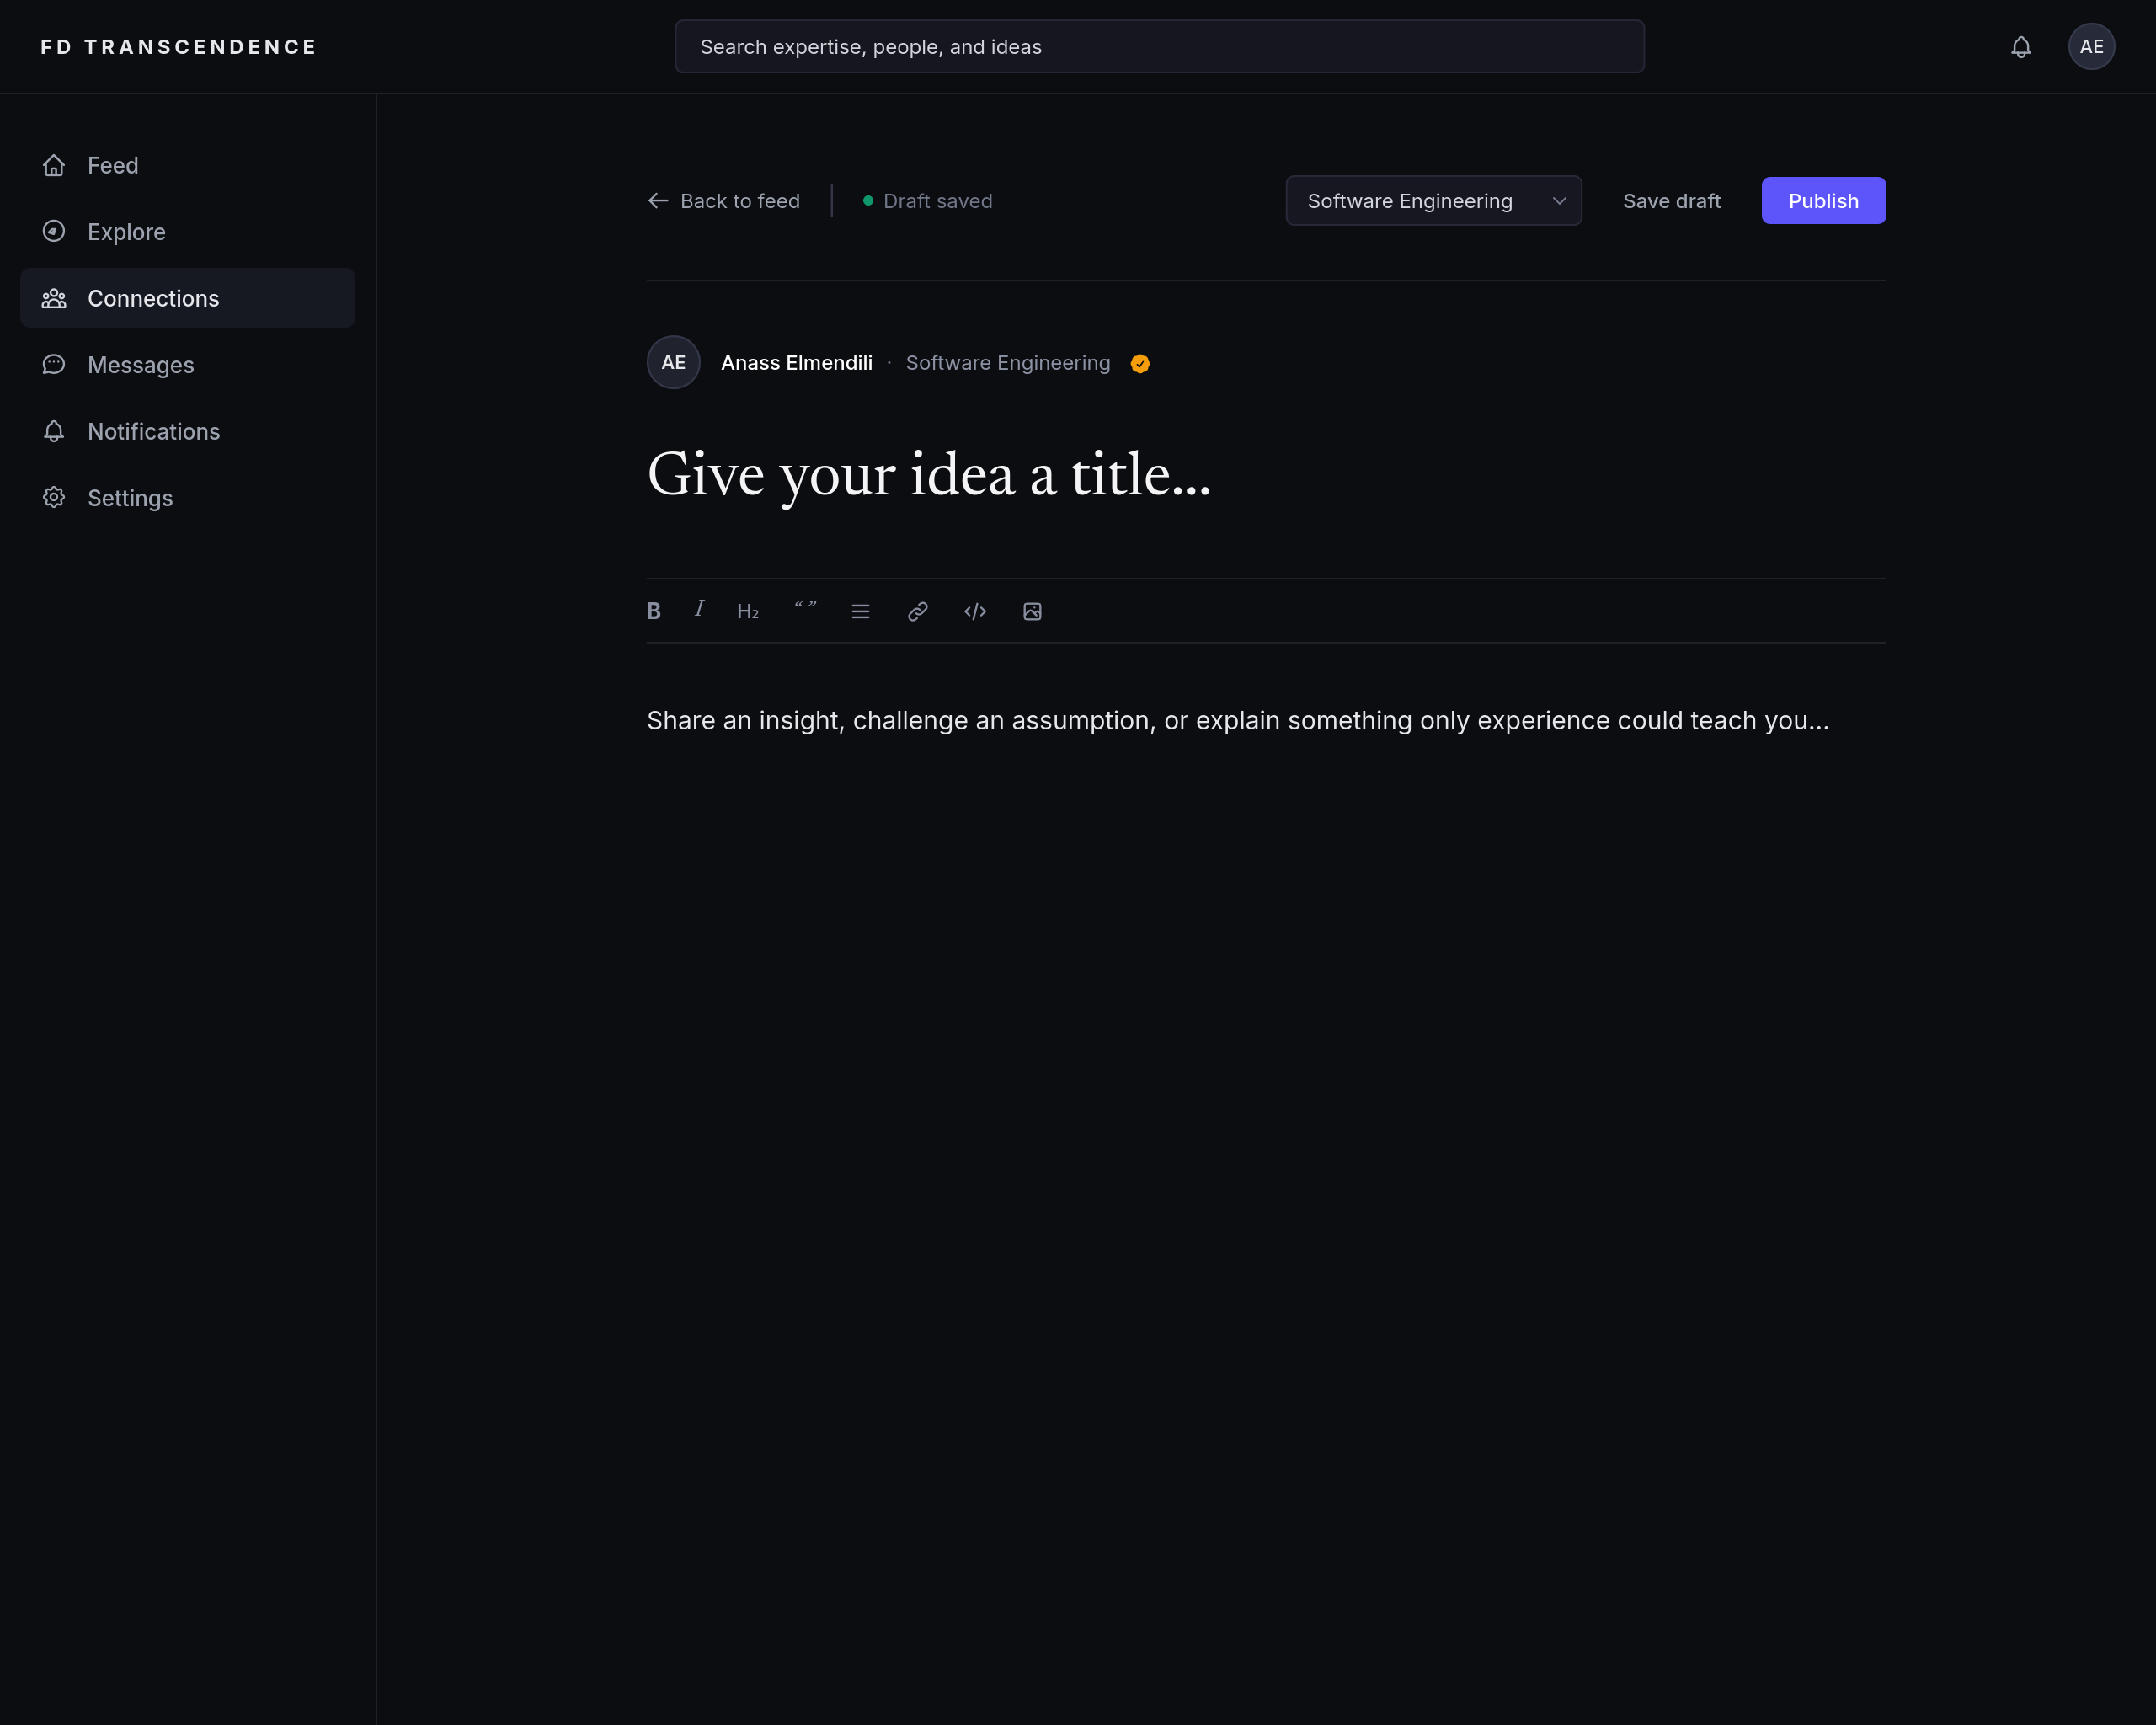 FD TRANSCENDENCE
Search expertise, people, and ideas
AE
Feed
Explore
Connections
Messages
Notifications
Settings
Back to feed
Draft saved
Software Engineering
Save draft
Publish
AE
Anass Elmendili · Software Engineering
Give your idea a title...
B I H₂ “ ”
Share an insight, challenge an assumption, or explain something only experience could teach you...